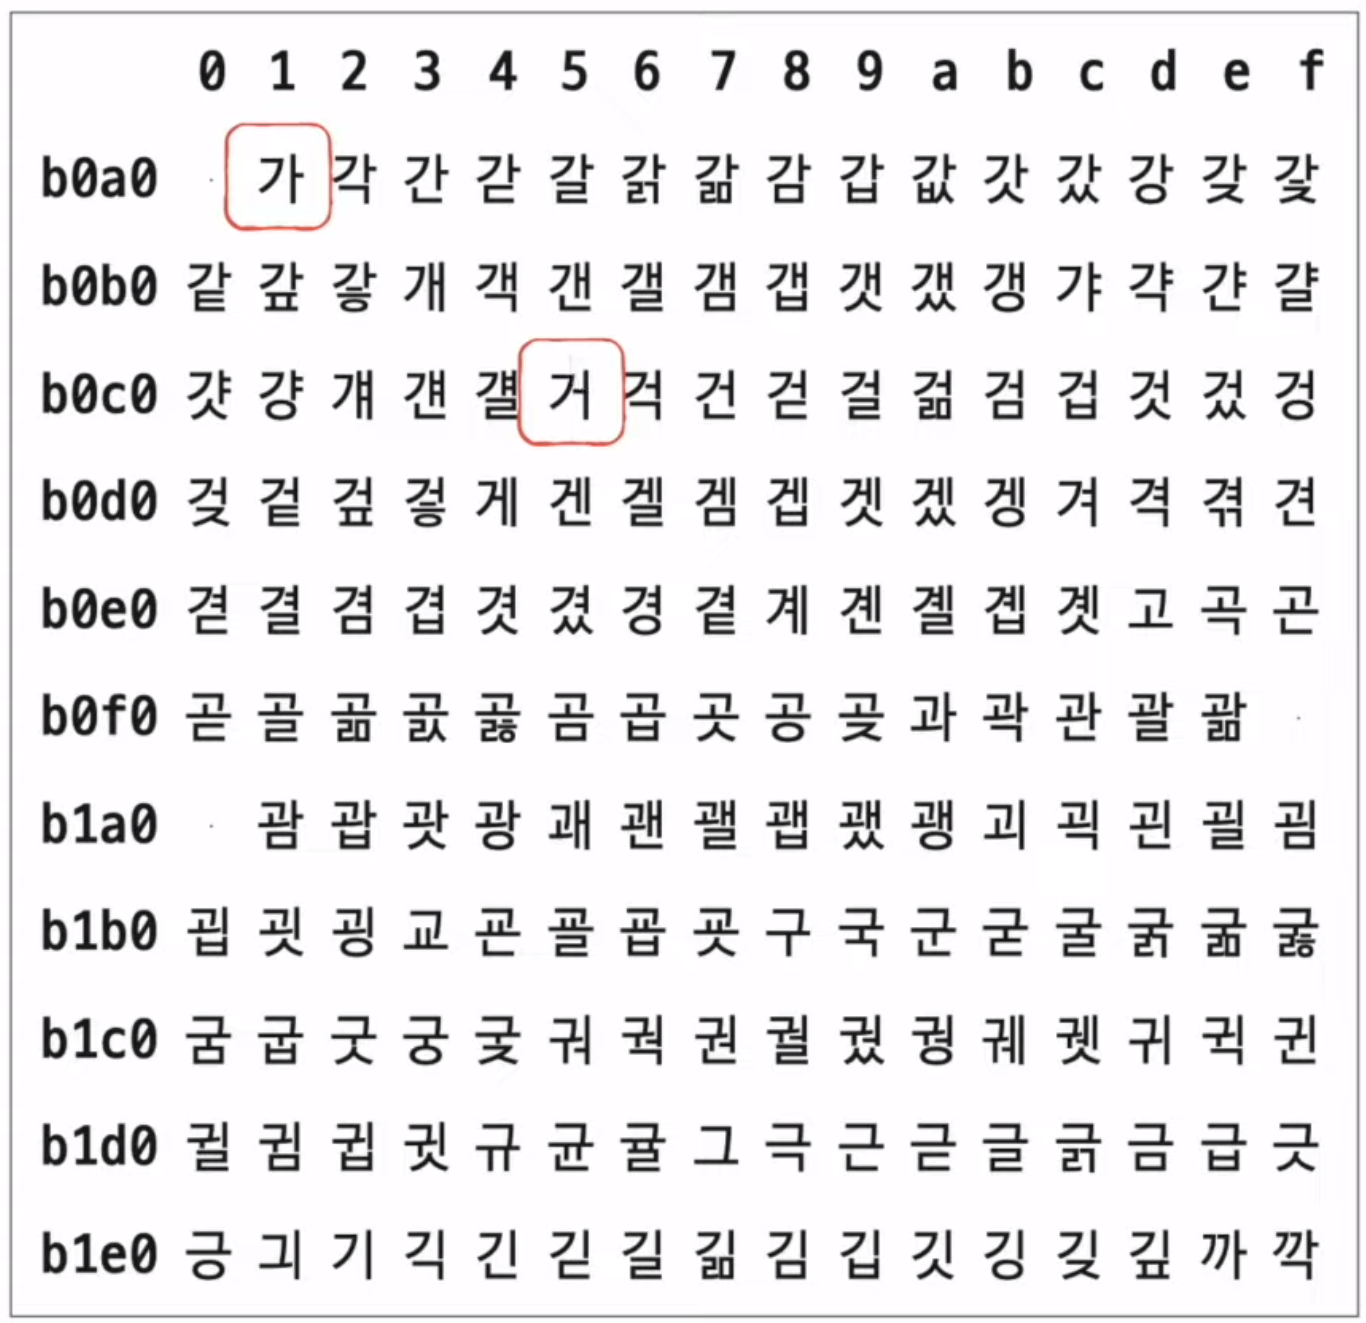 0 1 2 3 4 5 6 7 8 9 a b c d e f
b0a0 가 각 간 갇 갈 갉 갊 감 갑 값 갓 갔 강 갖 갗
b0b0 같 갚 갛 개 객 갠 갤 갬 갭 갯 갰 갱 갸 갹 갼 걀
b0c0 걋 걍 걔 걘 걜 거 걱 건 걷 걸 걺 검 겁 것 겄 겅
b0d0 겆 겉 겊 겋 게 겐 겔 겜 겝 겟 겠 겡 겨 격 겪 견
b0e0 겯 결 겸 겹 겻 겼 경 곁 계 곈 곌 곕 곗 고 곡 곤
b0f0 곧 골 곪 곬 곯 곰 곱 곳 공 곶 과 곽 관 괄 괆
b1a0 괌 괍 괏 광 괘 괜 괠 괩 괬 괭 괴 괵 괸 괼 굄
b1b0 굅 굇 굉 교 굔 굘 굡 굣 구 국 군 굳 굴 굵 굶 굻
b1c0 굼 굽 굿 궁 궂 궈 궉 권 궐 궜 궝 궤 궷 귀 귁 귄
b1d0 귈 귐 귑 귓 규 균 귤 그 극 근 귿 글 긁 금 급 긋
b1e0 긍 긔 기 긱 긴 긷 길 긺 김 깁 깃 깅 깆 깊 까 깍